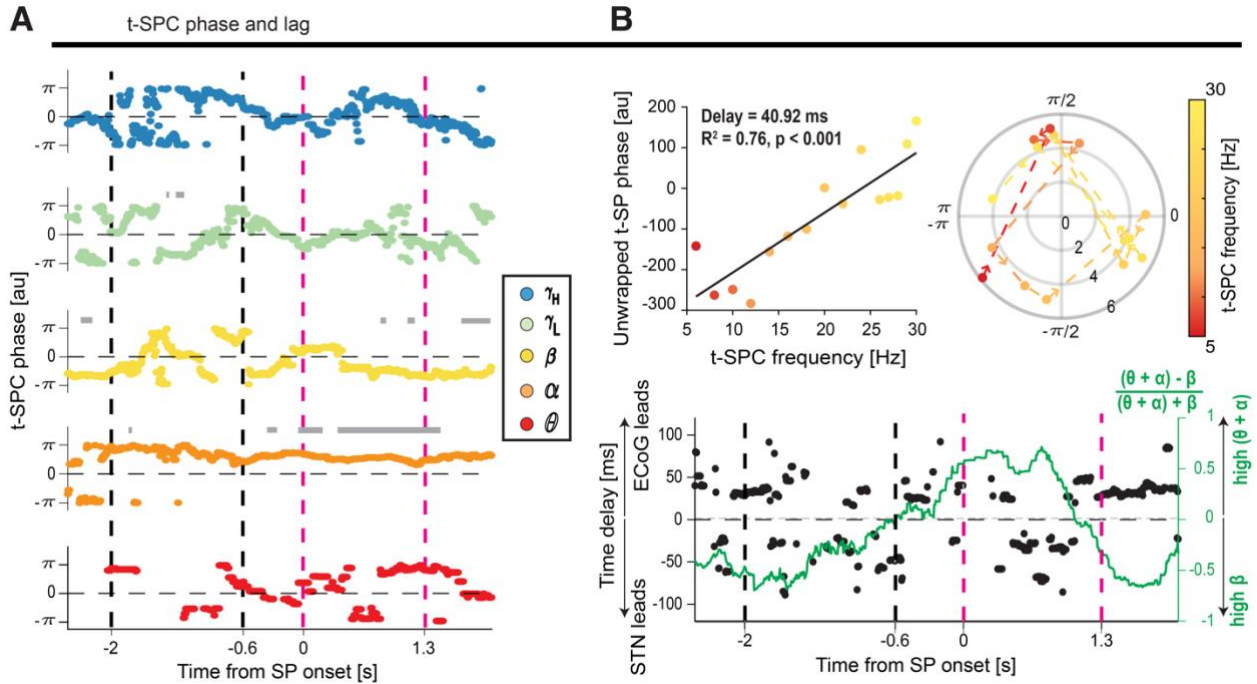 A
t-SPC phase and lag
t-SPC phase [au]
π
0
-π
π
0
-π
π
0
-π
π
0
-π
π
0
-π
-2
-0.6
0
1.3
Time from SP onset [s]
γH
γL
β
α
θ
B
Unwrapped t-SP phase [au]
200
100
0
-100
-200
-300
Delay = 40.92 ms
R² = 0.76, p < 0.001
5
10
15
20
25
30
t-SPC frequency [Hz]
π/2
π
-π
0
-π/2
0
2
4
6
30
5
t-SPC frequency [Hz]
STN leads
ECoG leads
Time delay [ms]
100
50
0
-50
-100
-2
-0.6
0
1.3
Time from SP onset [s]
(θ + α) - β
(θ + α) + β
1
0.5
0
-0.5
-1
high β
high (θ + α)